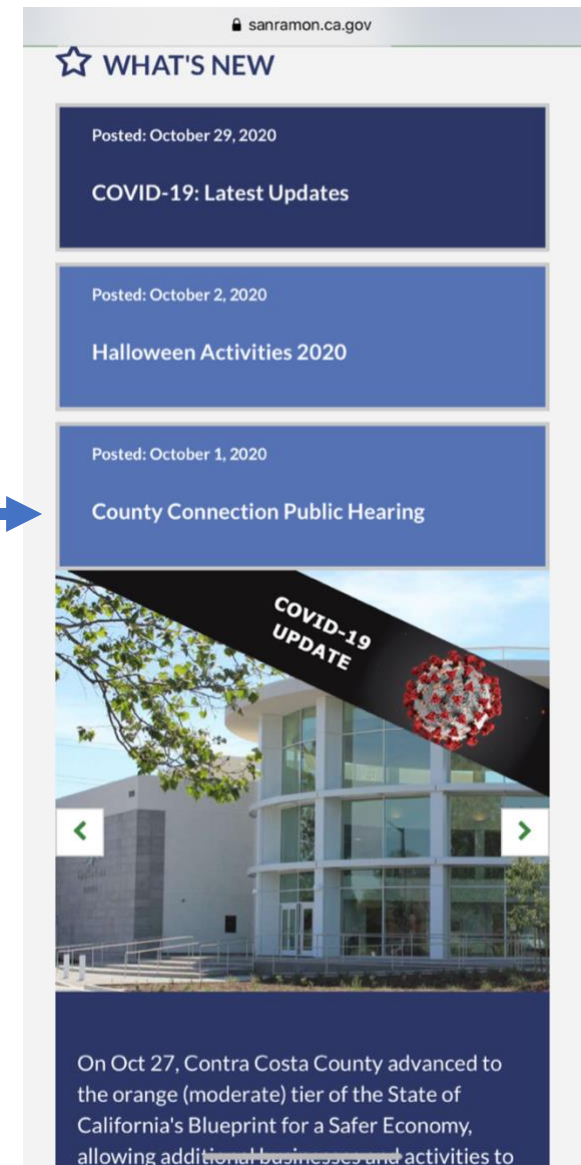 sanramon.ca.gov
WHAT'S NEW
Posted: October 29, 2020
COVID-19: Latest Updates
Posted: October 2, 2020
Halloween Activities 2020
Posted: October 1, 2020
County Connection Public Hearing
COVID-19
UPDATE
On Oct 27, Contra Costa County advanced to
the orange (moderate) tier of the State of
California's Blueprint for a Safer Economy,
allowing additional businesses and activities to